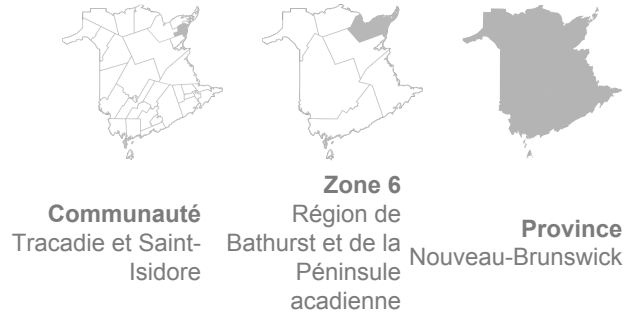 Communauté
Tracadie et Saint-
Isidore
Zone 6
Région de
Bathurst et de la
Péninsule
acadienne
Province
Nouveau-Brunswick